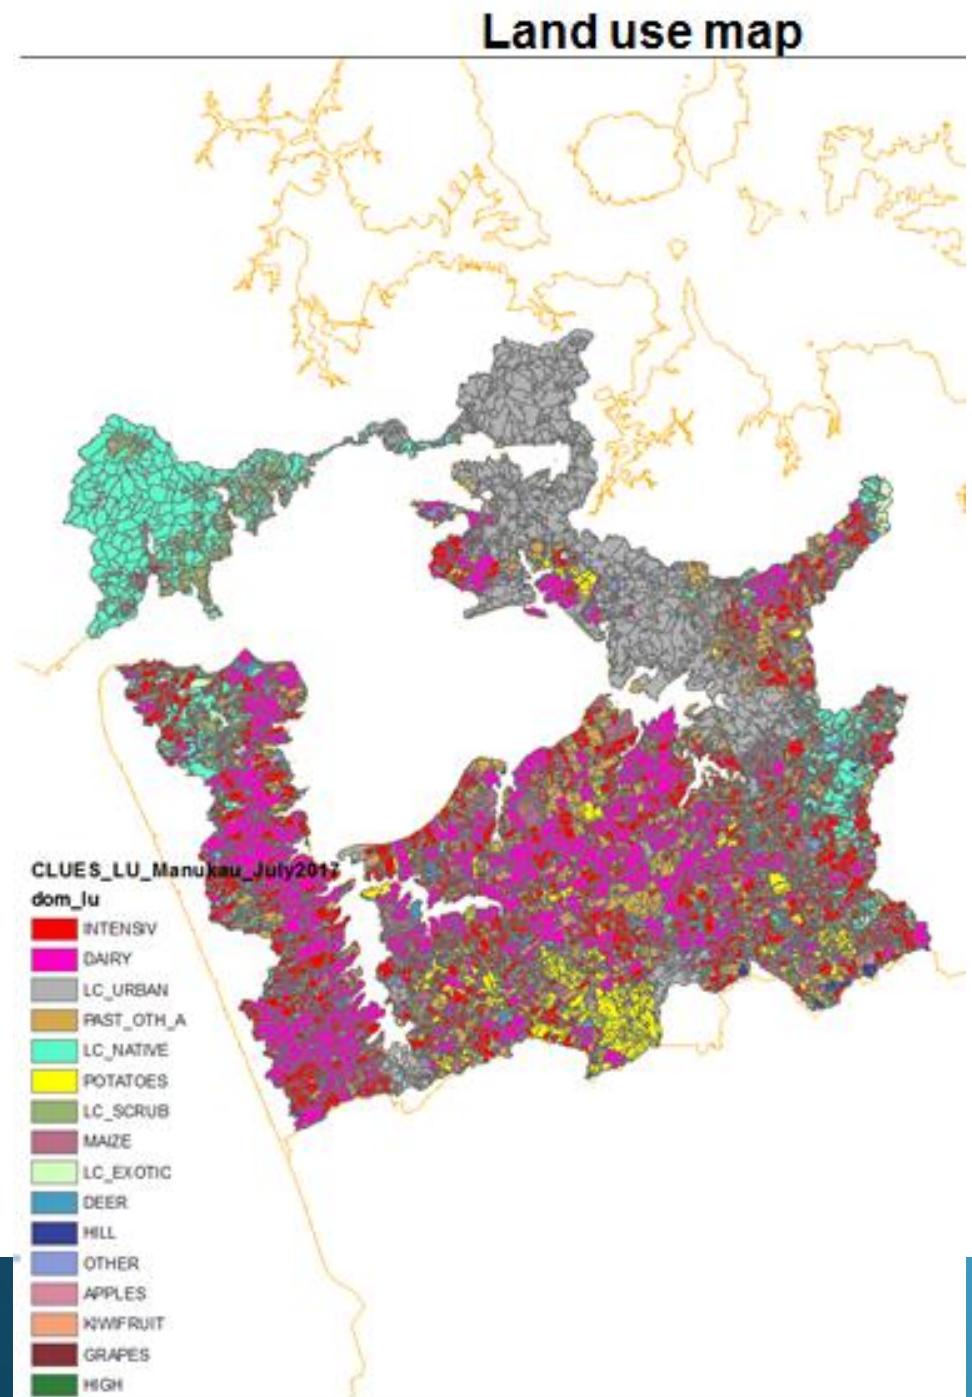 Land use map
CLUES_LU_Manukau_July2017
dom_lu
INTENSIV
DAIRY
LC_URBAN
PAST_OTH_A
LC_NATIVE
POTATOES
LC_SCRUB
MAIZE
LC_EXOTIC
DEER
HILL
OTHER
APPLES
KIWIFRUIT
GRAPES
HIGH